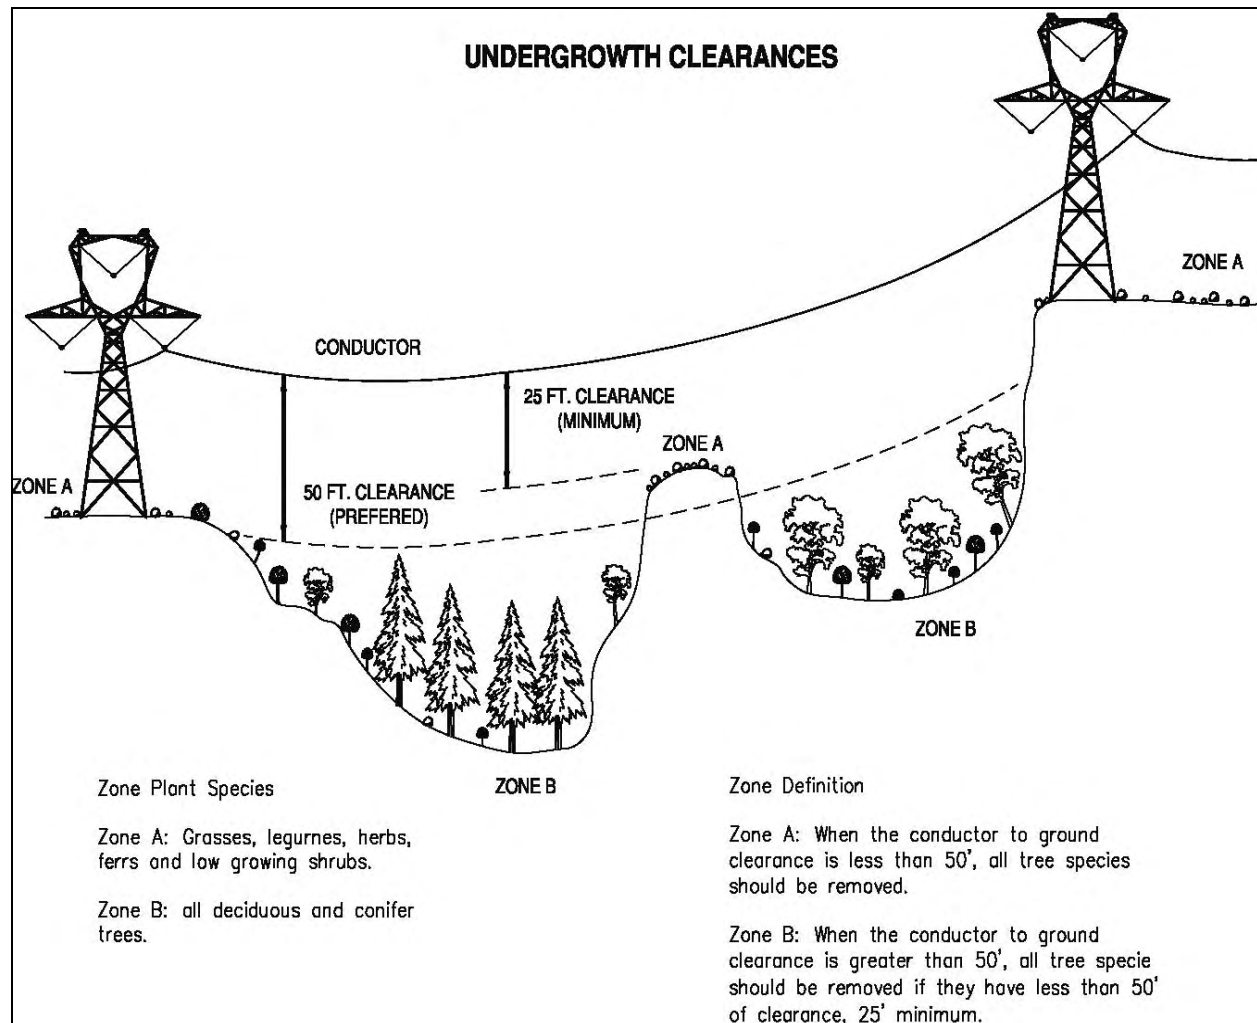 UNDERGROWTH CLEARANCES
ZONE A
CONDUCTOR
25 FT. CLEARANCE
(MINIMUM)
ZONE A
ZONE A
50 FT. CLEARANCE
(PREFERED)
ZONE B
ZONE B
Zone Plant Species
Zone A: Grasses, legurnes, herbs,
ferrs and low growing shrubs.
Zone B: all deciduous and conifer
trees.
Zone Definition
Zone A: When the conductor to ground
clearance is less than 50', all tree species
should be removed.
Zone B: When the conductor to ground
clearance is greater than 50', all tree specie
should be removed if they have less than 50'
of clearance, 25' minimum.